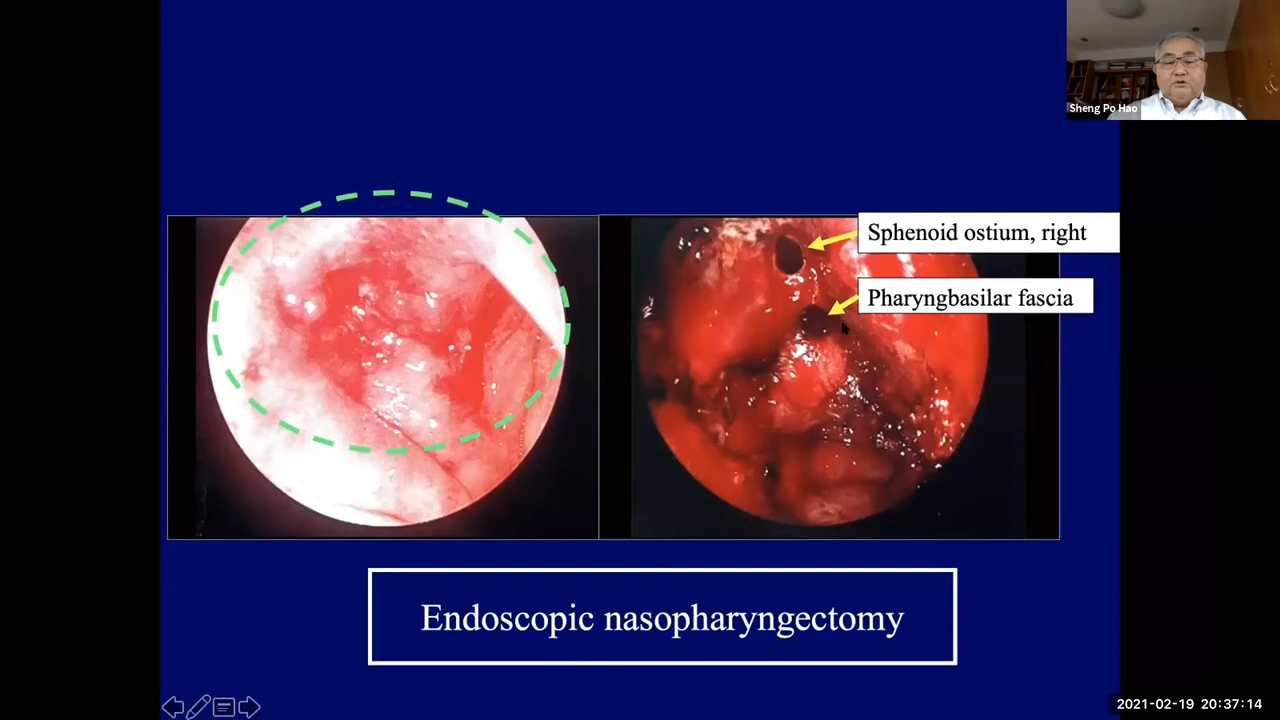 Sheng Po Hao
Sphenoid ostium, right
Pharyngbasilar fascia
Endoscopic nasopharyngectomy
2021-02-19 20:37:14